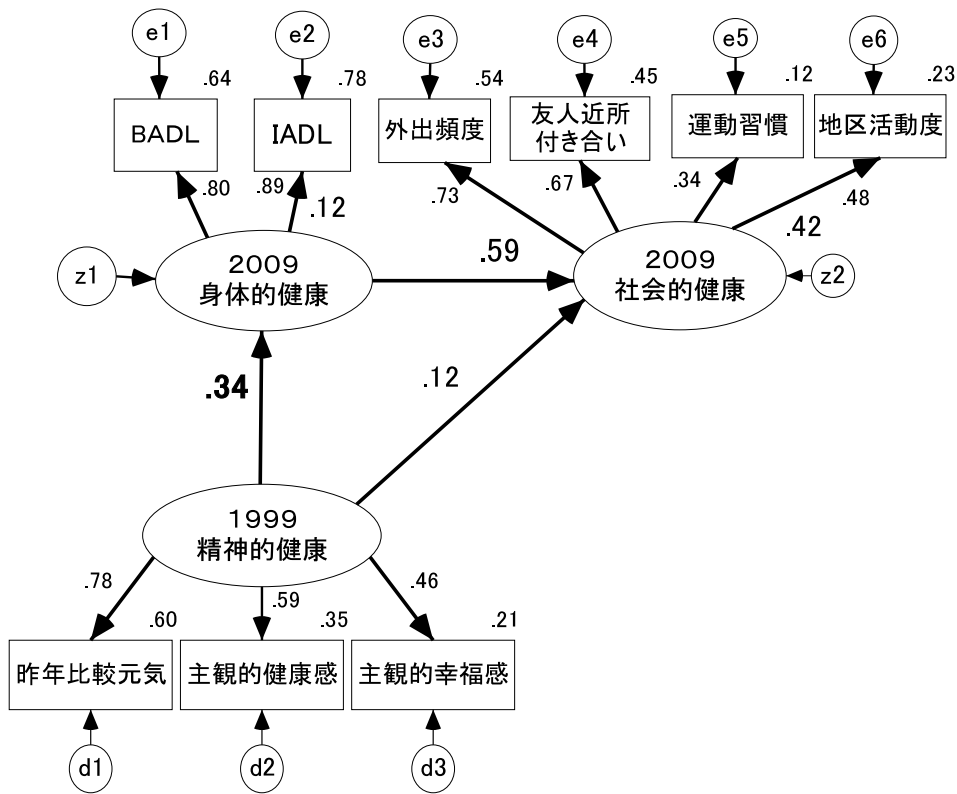 e1
e2
e3
e4
e5
e6
.64
.78
.54
.45
.12
.23
BADL
IADL
外出頻度
友人近所
付き合い
運動習慣
地区活動度
.80
.89
.12
.73
.67
.34
.48
.42
z1
2009
身体的健康
.59
2009
社会的健康
z2
.34
.12
1999
精神的健康
.78
.59
.46
.60
.35
.21
昨年比較元気
主観的健康感
主観的幸福感
d1
d2
d3